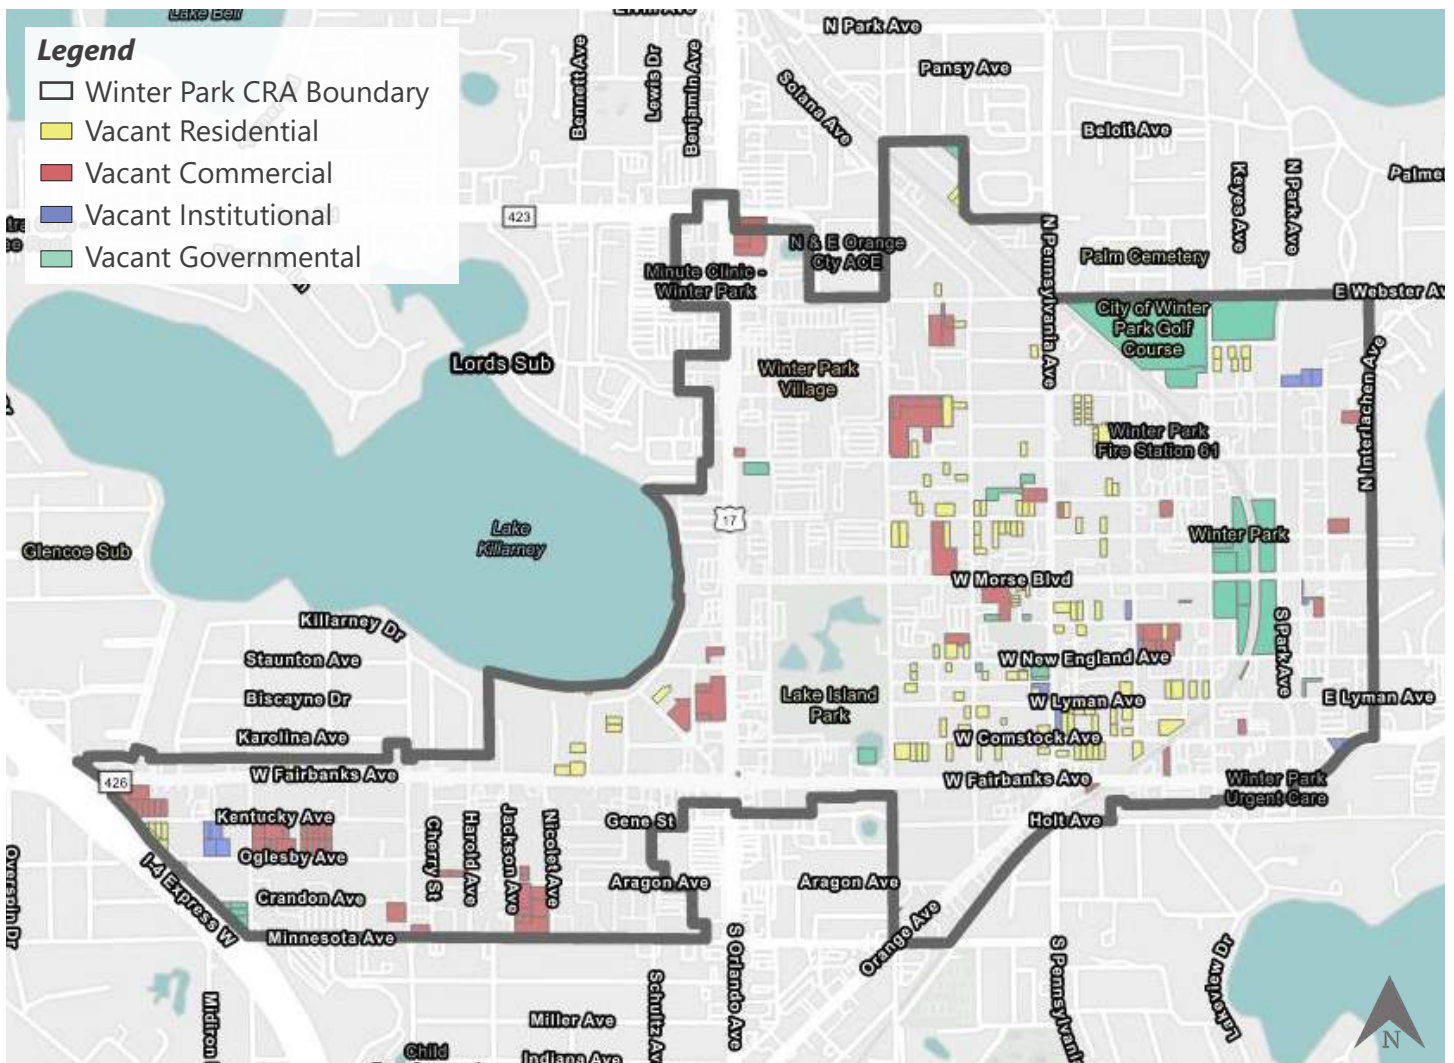 Lake Bell
Legend
Winter Park CRA Boundary
Vacant Residential
Vacant Commercial
Vacant Institutional
Vacant Governmental
Bennett Ave
Lewis Dr
Benjamin Ave
N Park Ave
Pansy Ave
Solana Ave
Beloit Ave
Keyes Ave
N Park Ave
423
N & E Orange
Cty ACE
Minute Clinic -
Winter Park
N Pennsylvania Ave
Palm Cemetery
City of Winter
Park Golf
Course
Lords Sub
Winter Park
Village
N Interlachen Ave
Winter Park
Fire Station 61
17
Lake
Killarney
Glencoe Sub
Winter Park
W Morse Blvd
Killarney Dr
Staunton Ave
Biscayne Dr
Karolina Ave
S Park Ave
W New England Ave
Lake Island
Park
W Lyman Ave
E Lyman Ave
W Comstock Ave
426
W Fairbanks Ave
W Fairbanks Ave
Winter Park
Urgent Care
Kentucky Ave
Oglesby Ave
Crandon Ave
Minnesota Ave
I-4 Express W
Cherry St
Harold Ave
Jackson Ave
Nicolet Ave
Gene St
Holt Ave
Aragon Ave
Aragon Ave
Orange Ave
S Orlando Ave
Miller Ave
Indiana Ave
Child
Lakeview Dr
N